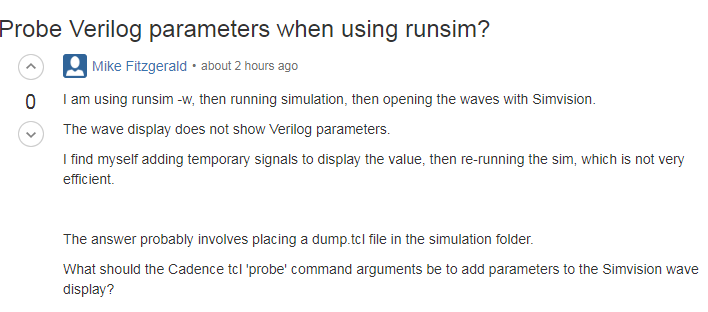 Probe Verilog parameters when using runsim?
Mike Fitzgerald • about 2 hours ago
0
I am using runsim -w, then running simulation, then opening the waves with Simvision.
The wave display does not show Verilog parameters.
I find myself adding temporary signals to display the value, then re-running the sim, which is not very
efficient.
The answer probably involves placing a dump.tcl file in the simulation folder.
What should the Cadence tcl 'probe' command arguments be to add parameters to the Simvision wave
display?